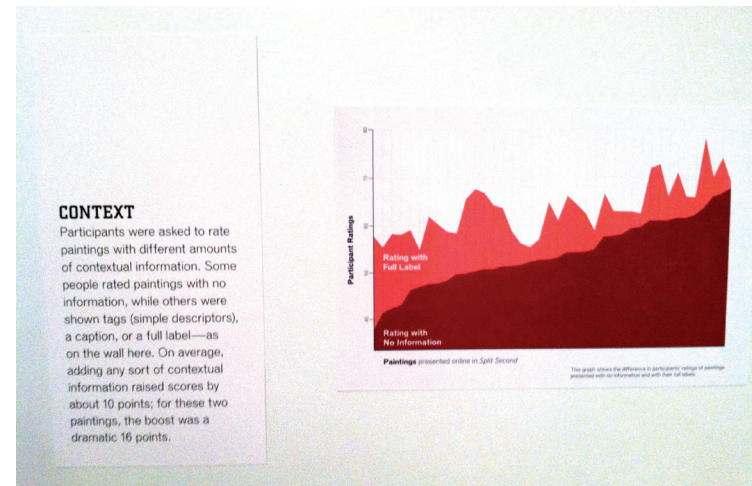 CONTEXT
Participants were asked to rate
paintings with different amounts
of contextual information. Some
people rated paintings with no
information, while others were
shown tags (simple descriptors),
a caption, or a full label—as
on the wall here. On average,
adding any sort of contextual
information raised scores by
about 10 points; for these two
paintings, the boost was a
dramatic 16 points.
Participant Ratings
Rating with
Full Label
Rating with
No Information
Paintings presented online in Split Second
This graph shows the difference in participants' ratings of paintings
presented with no information and with their full labels.